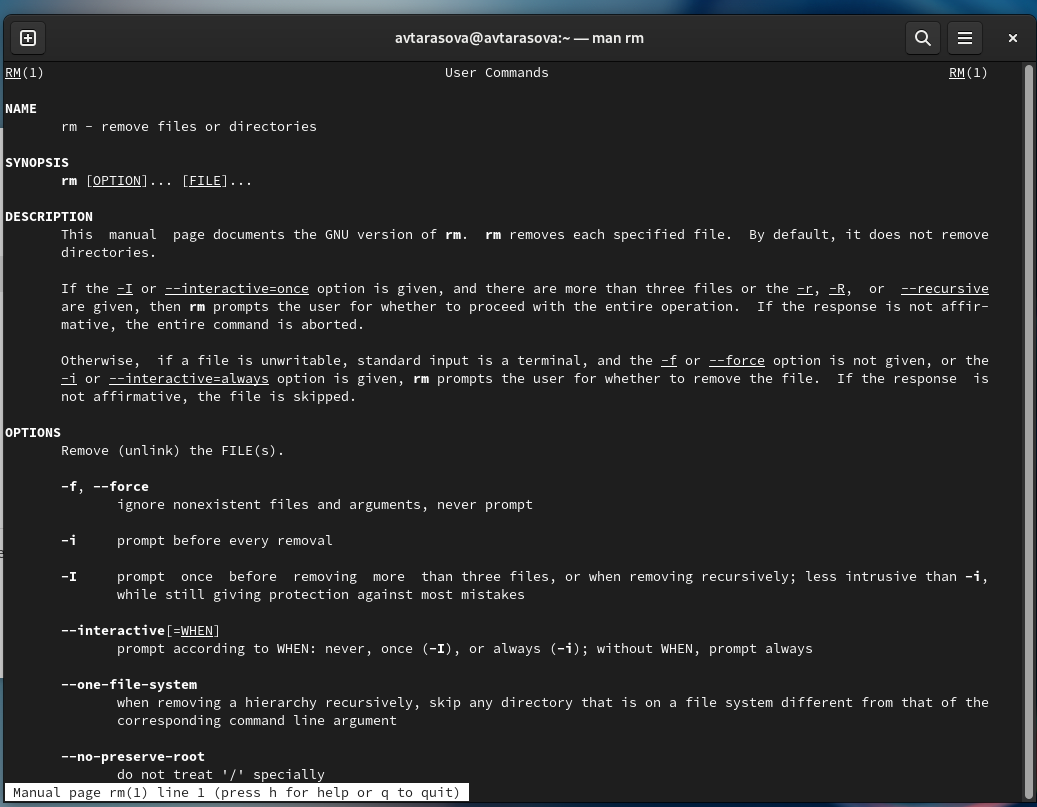 avtarasova@avtarasova:~ — man rm
RM(1) User Commands RM(1)
NAME
rm - remove files or directories
SYNOPSIS
rm [OPTION]... [FILE]...
DESCRIPTION
This manual page documents the GNU version of rm. rm removes each specified file. By default, it does not remove
directories.
If the -I or --interactive=once option is given, and there are more than three files or the -r, -R, or --recursive
are given, then rm prompts the user for whether to proceed with the entire operation. If the response is not affir-
mative, the entire command is aborted.
Otherwise, if a file is unwritable, standard input is a terminal, and the -f or --force option is not given, or the
-i or --interactive=always option is given, rm prompts the user for whether to remove the file. If the response is
not affirmative, the file is skipped.
OPTIONS
Remove (unlink) the FILE(s).
-f, --force
ignore nonexistent files and arguments, never prompt
-i prompt before every removal
-I prompt once before removing more than three files, or when removing recursively; less intrusive than -i,
while still giving protection against most mistakes
--interactive[=WHEN]
prompt according to WHEN: never, once (-I), or always (-i); without WHEN, prompt always
--one-file-system
when removing a hierarchy recursively, skip any directory that is on a file system different from that of the
corresponding command line argument
--no-preserve-root
do not treat '/' specially
Manual page rm(1) line 1 (press h for help or q to quit)